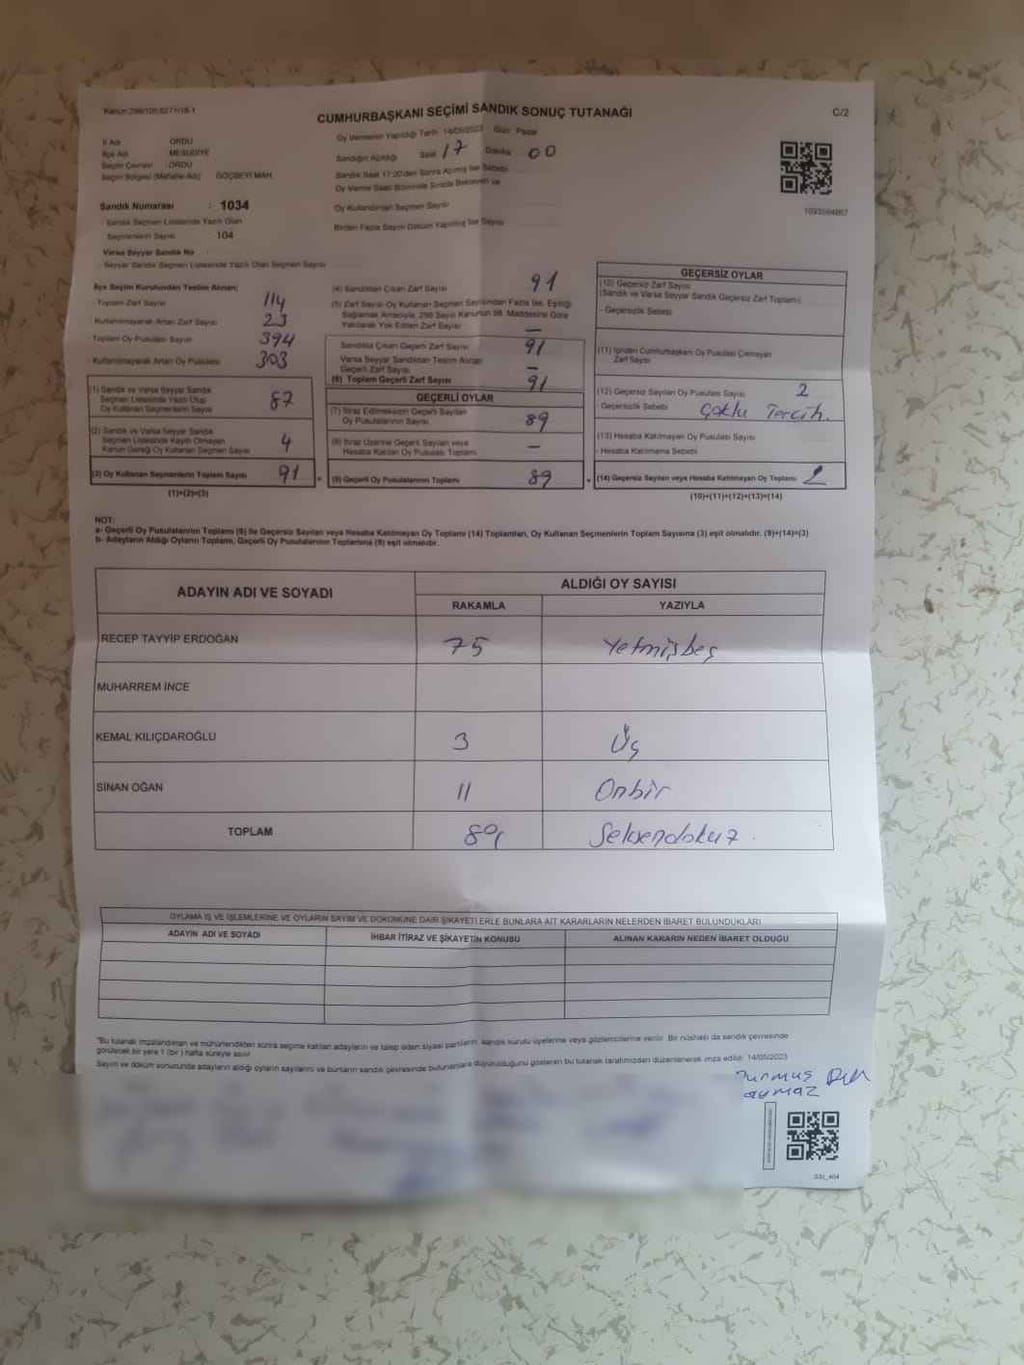 CUMHURBAŞKANI SEÇİMİ SANDIK SONUÇ TUTANAĞI
C/2
İl Adı ORDU
İlçe Adı MESUDİYE
Seçim Çevresi ORDU
Seçim Bölgesi (Mahalle Adı) GÖÇBEYİ MAH.
Oy Vermenin Yapıldığı Tarih 14/05/2023 Gün Pazar
Sandığın Açıldığı Saat 17 Dakika 00
Sandık Saat 17:00'den Sonra Açılmış İse Sebebi
Oy Verme Saati Bitiminde Sırada Bekleyen ve
Oy Kullandırılan Seçmen Sayısı
Birden Fazla Sayım Döküm Yapılmış İse Sayısı
Sandık Numarası : 1034
Sandık Seçmen Listesinde Yazılı Olan
Seçmenlerin Sayısı 104
Varsa Seyyar Sandık No
Seyyar Sandık Seçmen Listesinde Yazılı Olan Seçmen Sayısı
İlçe Seçim Kurulundan Teslim Alınan;
Toplam Zarf Sayısı 114
Kullanılmayarak Artan Zarf Sayısı 23
Toplam Oy Pusulası Sayısı 394
Kullanılmayarak Artan Oy Pusulası 303
(1) Sandık ve Varsa Seyyar Sandık
Seçmen Listesinde Yazılı Olup
Oy Kullanan Seçmenlerin Sayısı 87
(2) Sandık ve Varsa Seyyar Sandık
Seçmen Listesinde Kayıtlı Olmayan
Kanun Gereği Oy Kullanan Seçmen Sayısı 4
(3) Oy Kullanan Seçmenlerin Toplam Sayısı 91
(1)+(2)=(3)
(4) Sandıktan Çıkan Zarf Sayısı 91
(5) Zarf Sayısı Oy Kullanan Seçmen Sayısından Fazla İse, Eşitliği
Sağlamak Amacıyla, 298 Sayılı Kanunun 98. Maddesine Göre
Yakılarak Yok Edilen Zarf Sayısı –
Sandıkta Çıkan Geçerli Zarf Sayısı 91
Varsa Seyyar Sandıktan Teslim Alınan
Geçerli Zarf Sayısı –
(6) Toplam Geçerli Zarf Sayısı 91
GEÇERLİ OYLAR
(7) İtiraz Edilmeksizin Geçerli Sayılan
Oy Pusulasının Sayısı 89
(8) İtiraz Üzerine Geçerli Sayılan veya
Hesaba Katılan Oy Pusulası Toplamı –
(9) Geçerli Oy Pusulalarının Toplamı 89
GEÇERSİZ OYLAR
(10) Geçersiz Zarf Sayısı
(Sandık ve Varsa Seyyar Sandık Geçersiz Zarf Toplamı)
- Geçersizlik Sebebi
(11) İçinden Cumhurbaşkanı Oy Pusulası Çıkmayan
Zarf Sayısı
(12) Geçersiz Sayılan Oy Pusulası Sayısı 2
- Geçersizlik Sebebi Çoklu Tercih.
(13) Hesaba Katılmayan Oy Pusulası Sayısı
- Hesaba Katılmama Sebebi
(14) Geçersiz Sayılan veya Hesaba Katılmayan Oy Toplamı 2
(10)+(11)+(12)+(13)=(14)
NOT:
a- Geçerli Oy Pusulalarının Toplamı (9) ile Geçersiz Sayılan veya Hesaba Katılmayan Oy Toplamı (14) Toplamları, Oy Kullanan Seçmenlerin Toplam Sayısına (3) eşit olmalıdır. (9)+(14)=(3)
b- Adayların Aldığı Oyların Toplamı, Geçerli Oy Pusulalarının Toplamına (9) eşit olmalıdır.
ADAYIN ADI VE SOYADI
ALDIĞI OY SAYISI
RAKAMLA YAZIYLA
RECEP TAYYİP ERDOĞAN 75 Yetmişbeş
MUHARREM İNCE
KEMAL KILIÇDAROĞLU 3 Üç
SİNAN OĞAN 11 Onbir
TOPLAM 89 Seksendokuz.
OYLAMA İŞ VE İŞLEMLERİNE VE OYLARIN SAYIM VE DÖKÜMÜNE DAİR ŞİKAYETLERLE BUNLARA AİT KARARLARIN NELERDEN İBARET BULUNDUKLARI
ADAYIN ADI VE SOYADI İHBAR İTİRAZ VE ŞİKAYETİN KONUSU ALINAN KARARIN NEDEN İBARET OLDUĞU
"Bu tutanak imzalandıktan ve mühürlendikten sonra seçime katılan adayların ve talep eden siyasi partilerin sandık kurulu üyelerine veya gözlemcilerine verilir. Bir nüshası da sandık çevresinde
görülecek bir yere 1 (bir) hafta süreyle asılır
Sayım ve döküm sonucunda adayların aldığı oyların sayılarını ve bunların sandık çevresinde bulunanlara duyurulduğunu gösteren bu tutanak tarafımızdan düzenlenerek imza edildi. 14/05/2023
Durmuş
aymaz